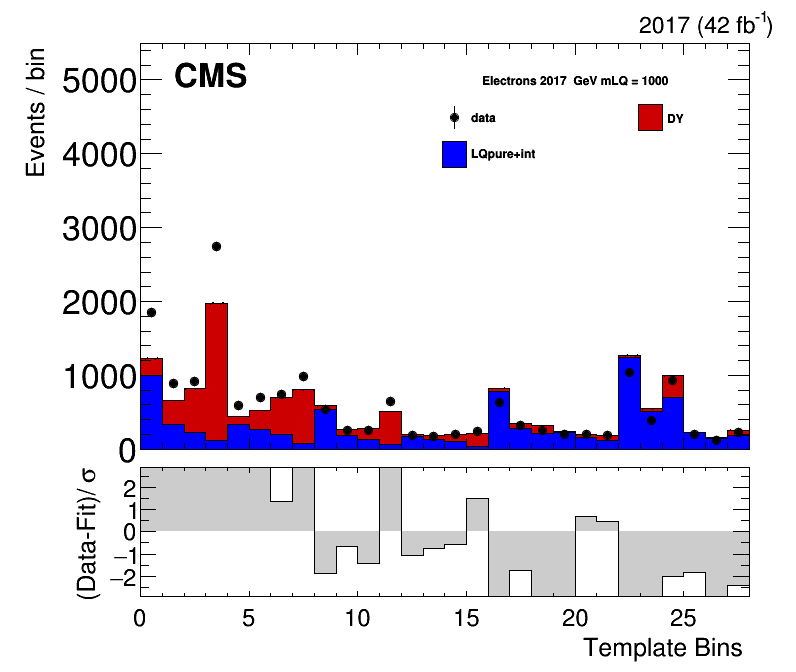 2017 (42 fb-1)
Events / bin
CMS
Electrons 2017 GeV mLQ = 1000
data
DY
LQpure+int
5000
4000
3000
2000
1000
0
(Data-Fit)/ σ
2
1
0
−1
−2
0 5 10 15 20 25
Template Bins